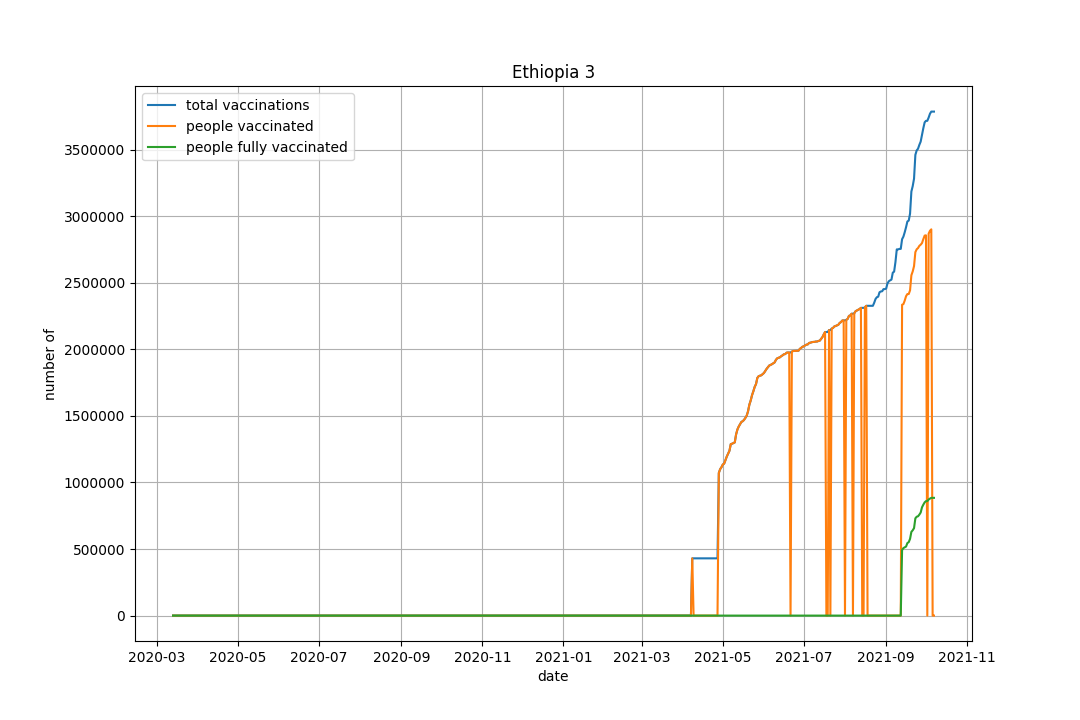 Ethiopia 3
total vaccinations
people vaccinated
people fully vaccinated
number of
3500000
3000000
2500000
2000000
1500000
1000000
500000
0
2020-03 2020-05 2020-07 2020-09 2020-11 2021-01 2021-03 2021-05 2021-07 2021-09 2021-11
date